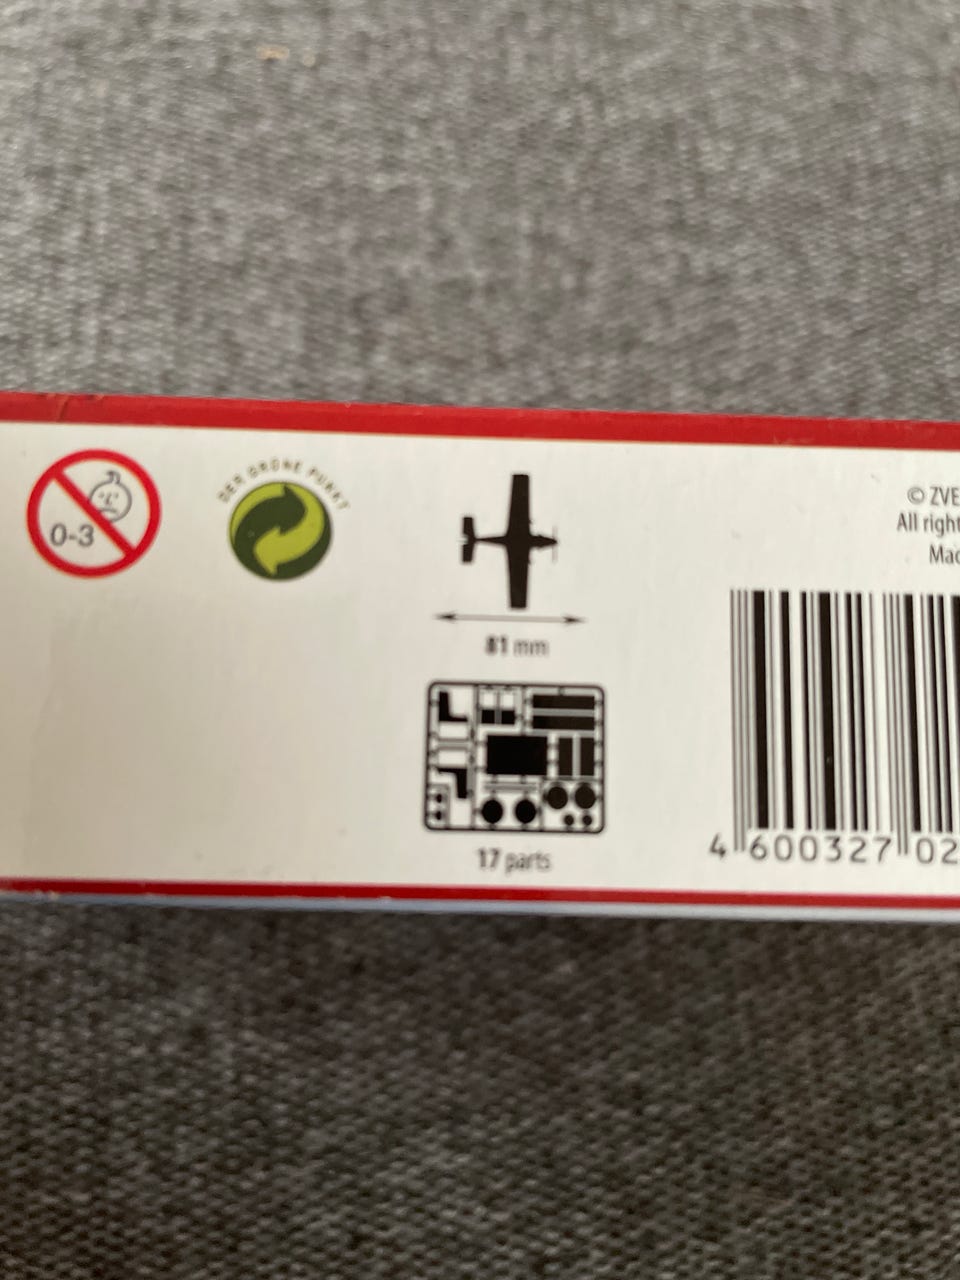 0-3
DER GRÜNE PUNKT
81 mm
17 parts
© ZVE
All right
Mad
4 600327 02